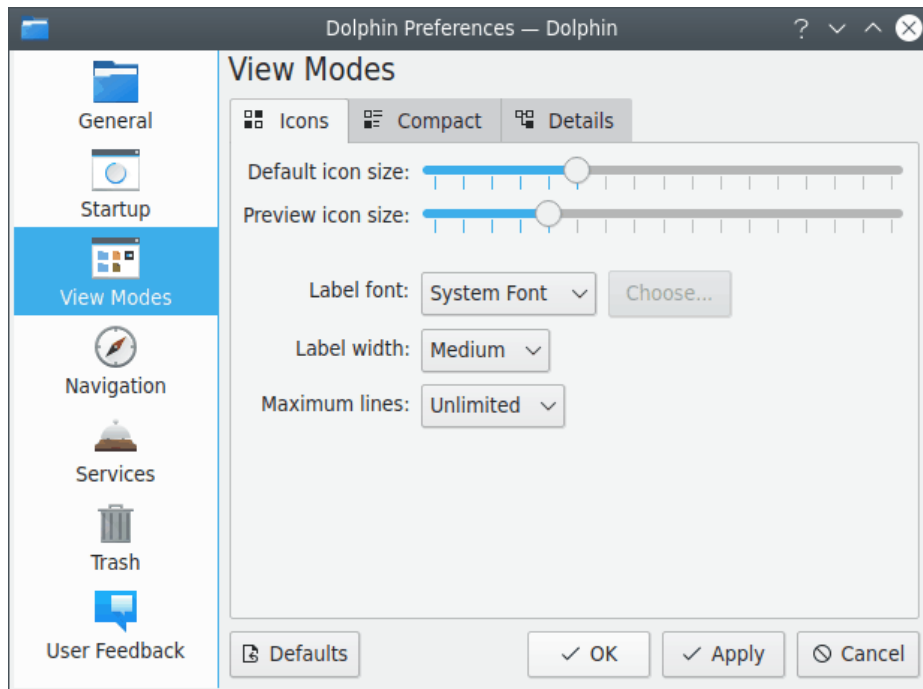 Dolphin Preferences — Dolphin
General
Startup
View Modes
Navigation
Services
Trash
User Feedback
View Modes
Icons Compact Details
Default icon size:
Preview icon size:
Label font: System Font Choose...
Label width: Medium
Maximum lines: Unlimited
Defaults OK Apply Cancel